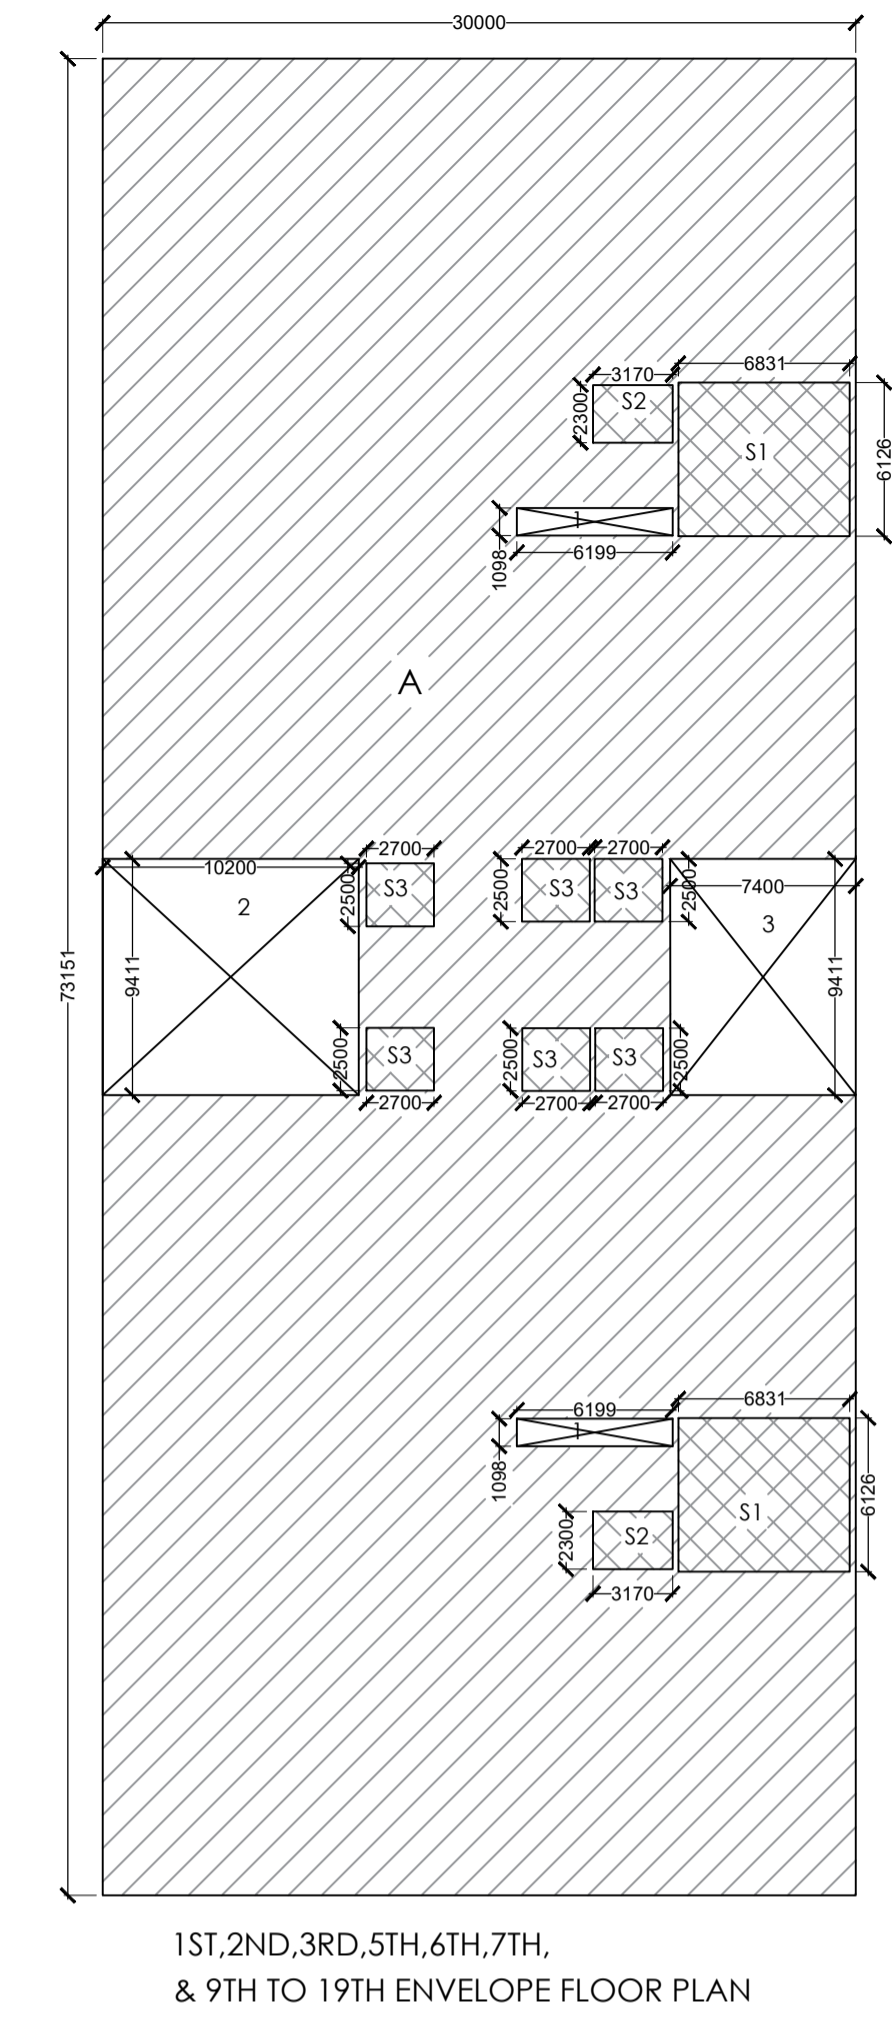 30000
6831
3170
S2
2300
S1
6126
1
6199
1098
A
2700
2700
2700
10200
7400
2500
S3
2500
S3
S3
2500
2
3
73151
9411
9411
2500
S3
2500
S3
S3
2500
2700
2700
2700
6831
6199
1
1098
6126
S1
2300
S2
3170
1ST,2ND,3RD,5TH,6TH,7TH,
& 9TH TO 19TH ENVELOPE FLOOR PLAN